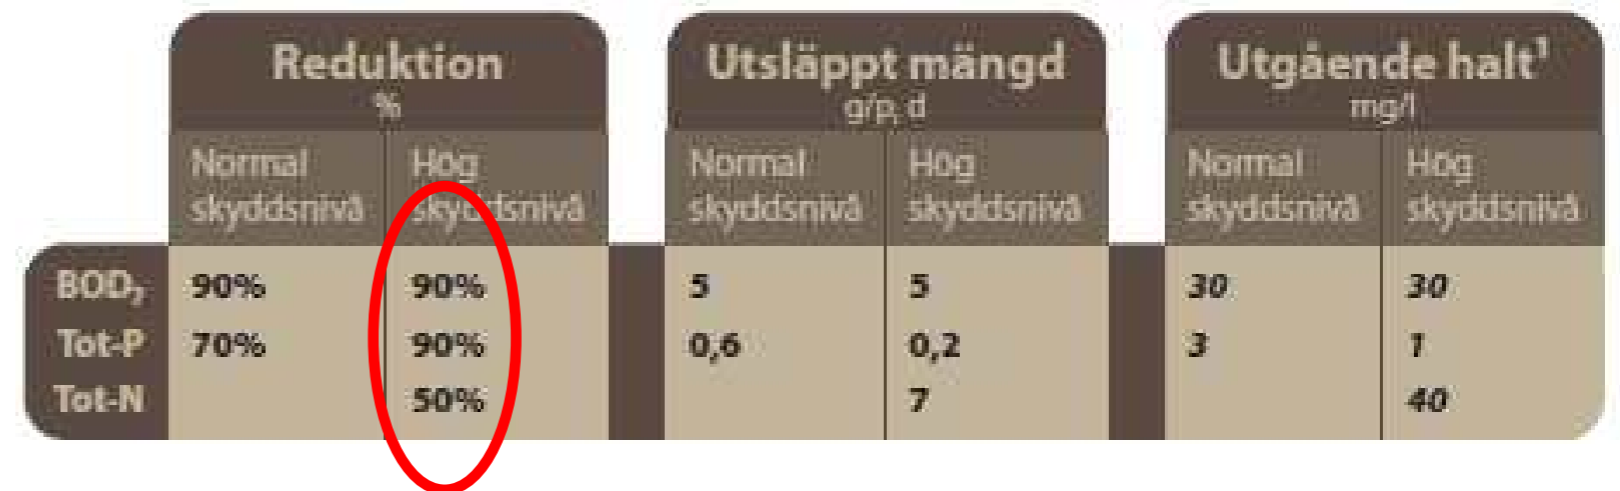 Reduktion Utsläppt mängd Utgående halt¹
% g/p, d mg/l
Normal skyddsnivå Hög skyddsnivå Normal skyddsnivå Hög skyddsnivå Normal skyddsnivå Hög skyddsnivå
BOD₇ 90% 90% 5 5 30 30
Tot-P 70% 90% 0,6 0,2 3 1
Tot-N 50% 7 40